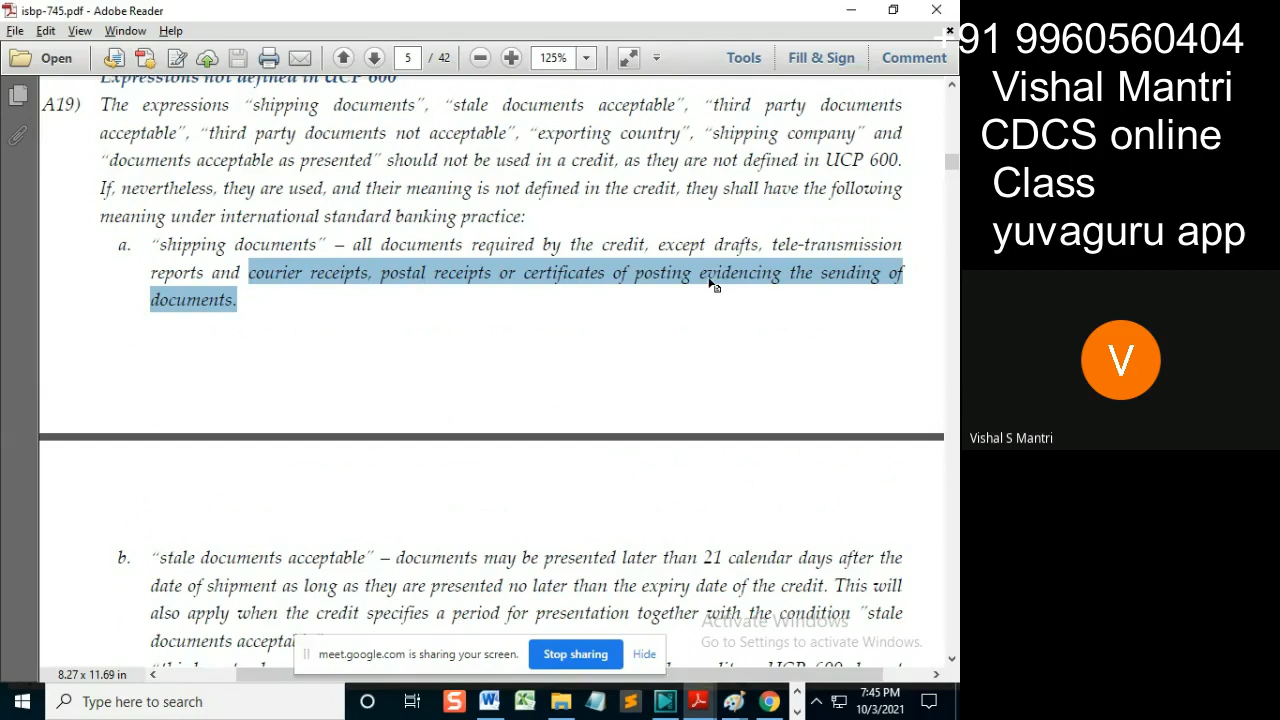 isbp-745.pdf - Adobe Reader
File Edit View Window Help
Open 5 / 42 125% Tools Fill & Sign Comment
Expressions not defined in UCP 600
A19) The expressions “shipping documents”, “stale documents acceptable”, “third party documents
acceptable”, “third party documents not acceptable”, “exporting country”, “shipping company” and
“documents acceptable as presented” should not be used in a credit, as they are not defined in UCP 600.
If, nevertheless, they are used, and their meaning is not defined in the credit, they shall have the following
meaning under international standard banking practice:
a. “shipping documents” – all documents required by the credit, except drafts, tele-transmission
reports and courier receipts, postal receipts or certificates of posting evidencing the sending of
documents.
b. “stale documents acceptable” – documents may be presented later than 21 calendar days after the
date of shipment as long as they are presented no later than the expiry date of the credit. This will
also apply when the credit specifies a period for presentation together with the condition "stale
documents accepta
Activate Windows
Go to Settings to activate Windows.
meet.google.com is sharing your screen. Stop sharing Hide
8.27 x 11.69 in
Type here to search
7:45 PM
10/3/2021
+91 9960560404
Vishal Mantri
CDCS online
Class
yuvaguru app
V
Vishal S Mantri